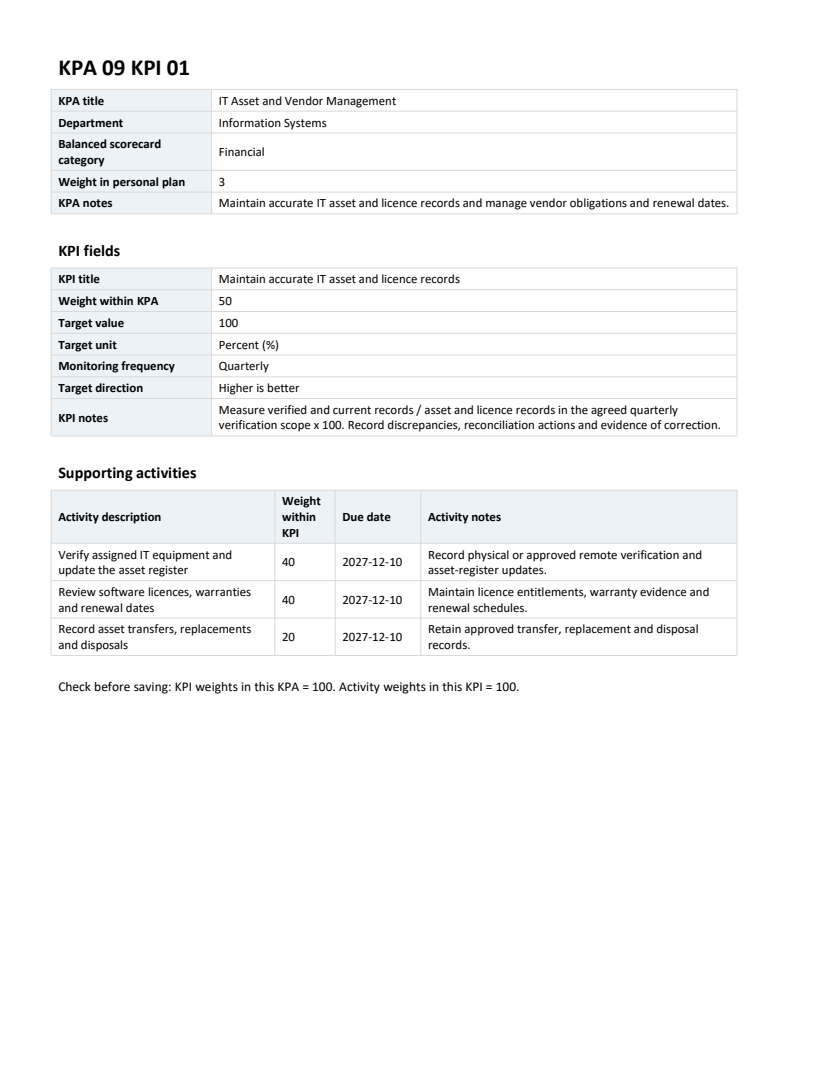 KPA 09 KPI 01
KPA title IT Asset and Vendor Management
Department Information Systems
Balanced scorecard category Financial
Weight in personal plan 3
KPA notes Maintain accurate IT asset and licence records and manage vendor obligations and renewal dates.
KPI fields
KPI title Maintain accurate IT asset and licence records
Weight within KPA 50
Target value 100
Target unit Percent (%)
Monitoring frequency Quarterly
Target direction Higher is better
KPI notes Measure verified and current records / asset and licence records in the agreed quarterly
verification scope x 100. Record discrepancies, reconciliation actions and evidence of correction.
Supporting activities
Activity description Weight within KPI Due date Activity notes
Verify assigned IT equipment and update the asset register 40 2027-12-10 Record physical or approved remote verification and asset-register updates.
Review software licences, warranties and renewal dates 40 2027-12-10 Maintain licence entitlements, warranty evidence and renewal schedules.
Record asset transfers, replacements and disposals 20 2027-12-10 Retain approved transfer, replacement and disposal records.
Check before saving: KPI weights in this KPA = 100. Activity weights in this KPI = 100.